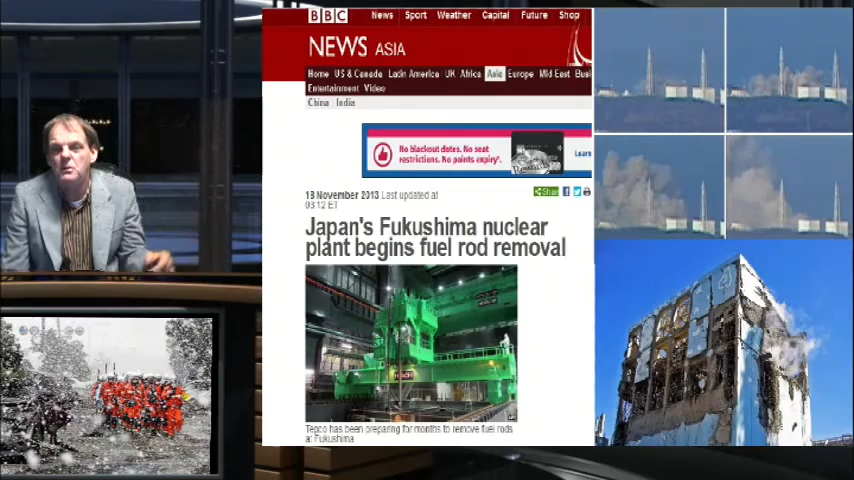 BBC News Sport Weather Capital Future Shop
NEWS ASIA
Home US & Canada Latin America UK Africa Asia Europe Mid East Busi
Entertainment Video
China India
No blackout dates. No seat
restrictions. No points expiry*.
Learn
18 November 2013 Last updated at
03:12 ET
Share
Japan's Fukushima nuclear
plant begins fuel rod removal
Tepco has been preparing for months to remove fuel rods
at Fukushima